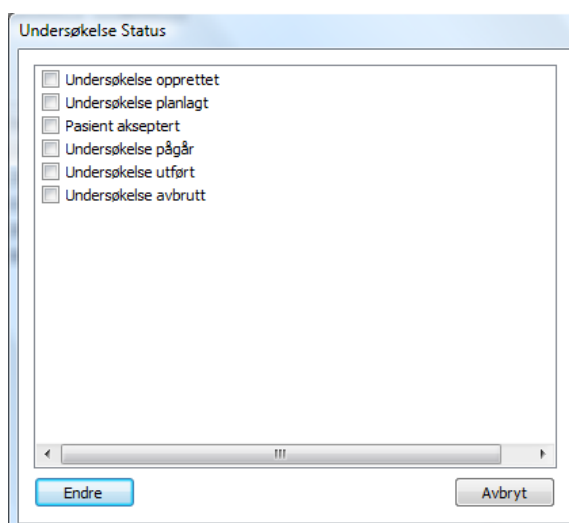 Undersøkelse Status
Undersøkelse opprettet
Undersøkelse planlagt
Pasient akseptert
Undersøkelse pågår
Undersøkelse utført
Undersøkelse avbrutt
Endre
Avbryt